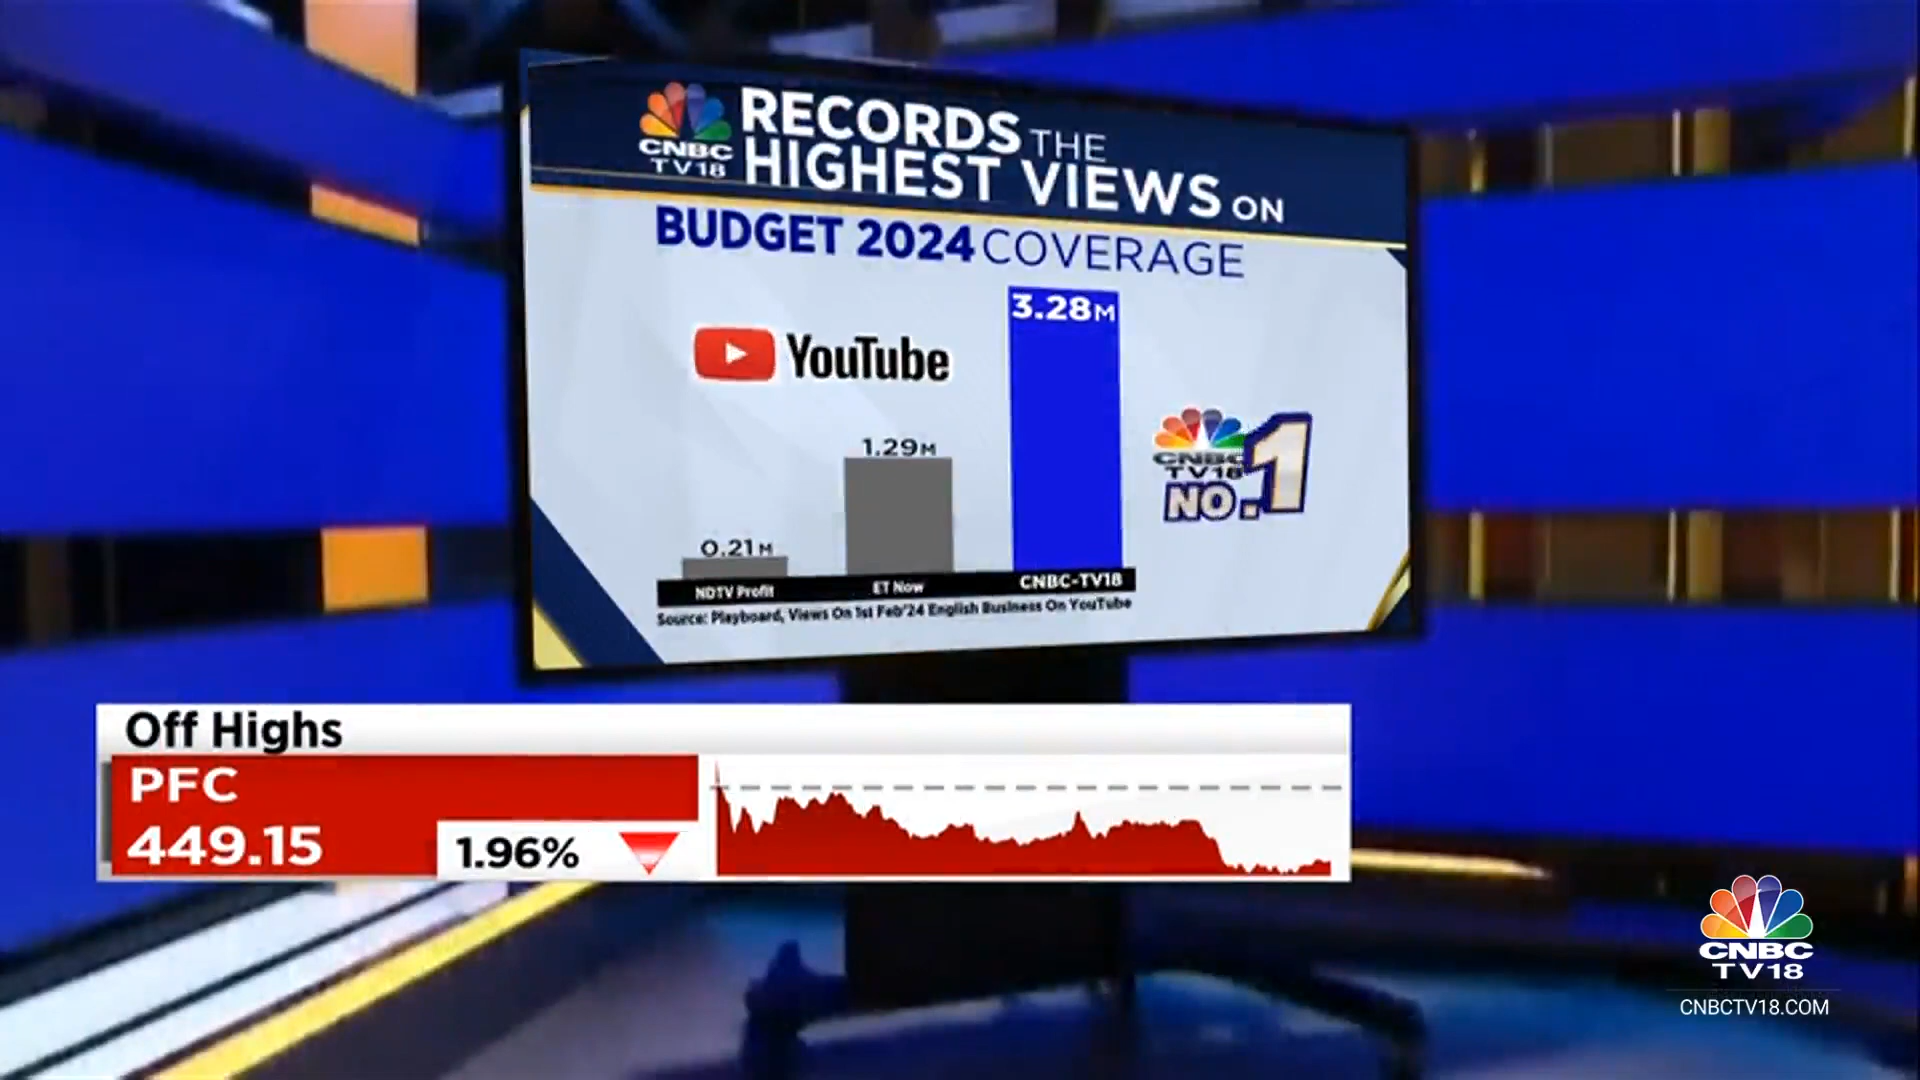 CNBC
TV18
RECORDS THE
HIGHEST VIEWS ON
BUDGET 2024 COVERAGE
YouTube
3.28M
1.29M
0.21M
CNBC
TV18
NO.1
NDTV Profit
ET Now
CNBC-TV18
Source: Playboard, Views On 1st Feb'24 English Business On YouTube
Off Highs
PFC
449.15
1.96%
CNBC
TV18
CNBCTV18.COM